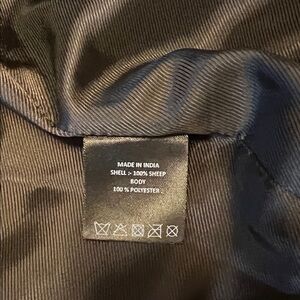 MADE IN INDIA
SHELL > 100% SHEEP
BODY
100 % POLYESTER